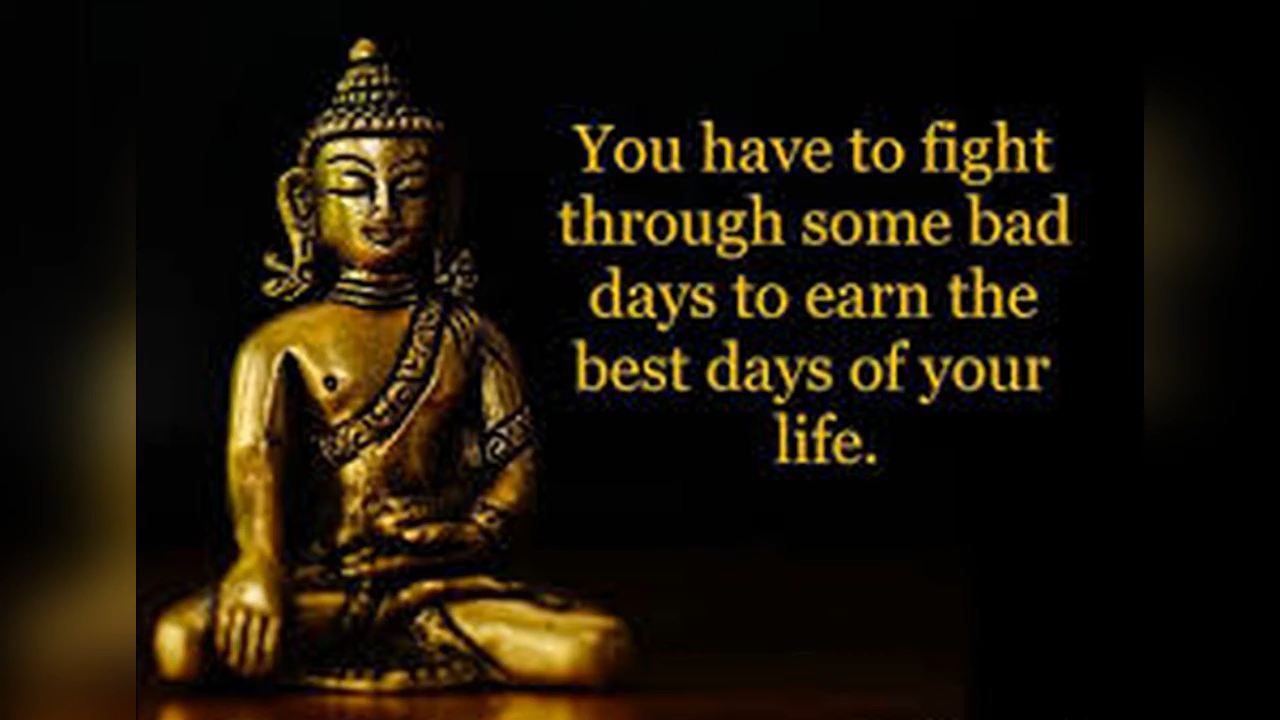 You have to fight
through some bad
days to earn the
best days of your
life.